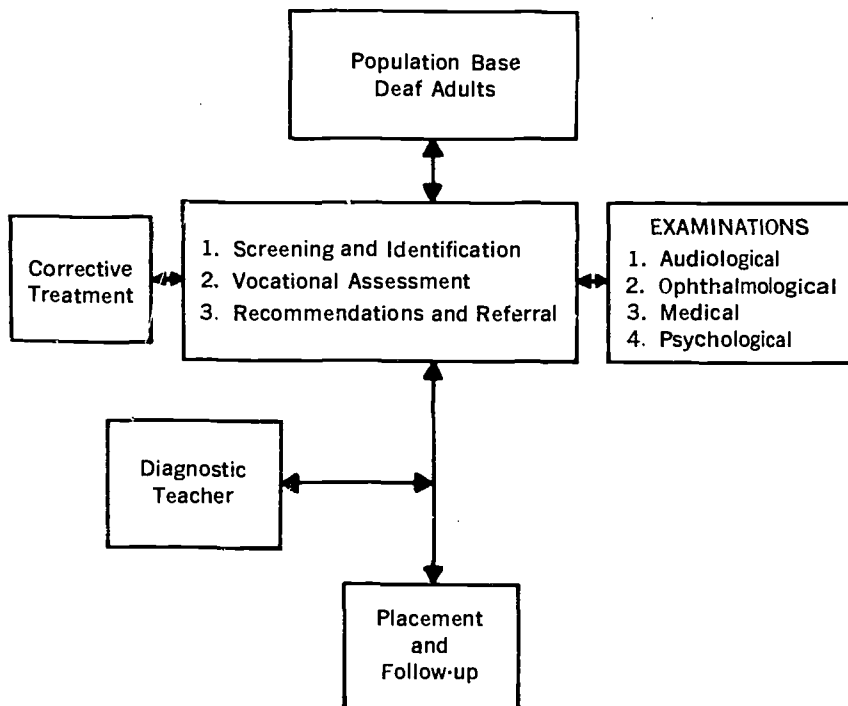 Population Base
Deaf Adults
Corrective
Treatment
1. Screening and Identification
2. Vocational Assessment
3. Recommendations and Referral
EXAMINATIONS
1. Audiological
2. Ophthalmological
3. Medical
4. Psychological
Diagnostic
Teacher
Placement
and
Follow-up